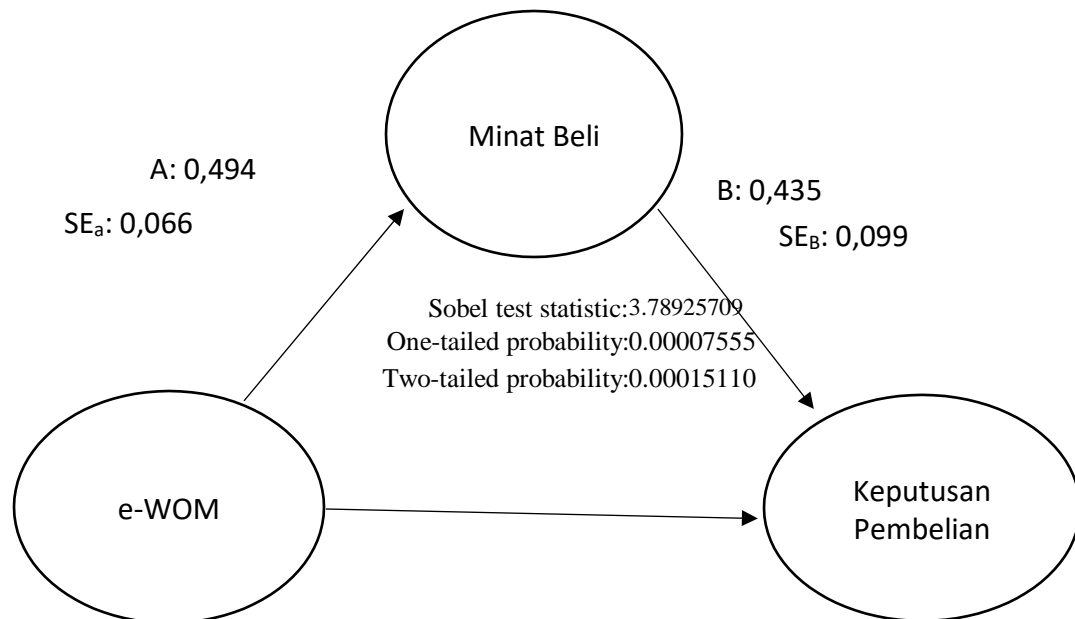 Minat Beli
A: 0,494
SEa: 0,066
B: 0,435
SEB: 0,099
Sobel test statistic:3.78925709
One-tailed probability:0.00007555
Two-tailed probability:0.00015110
e-WOM
Keputusan
Pembelian